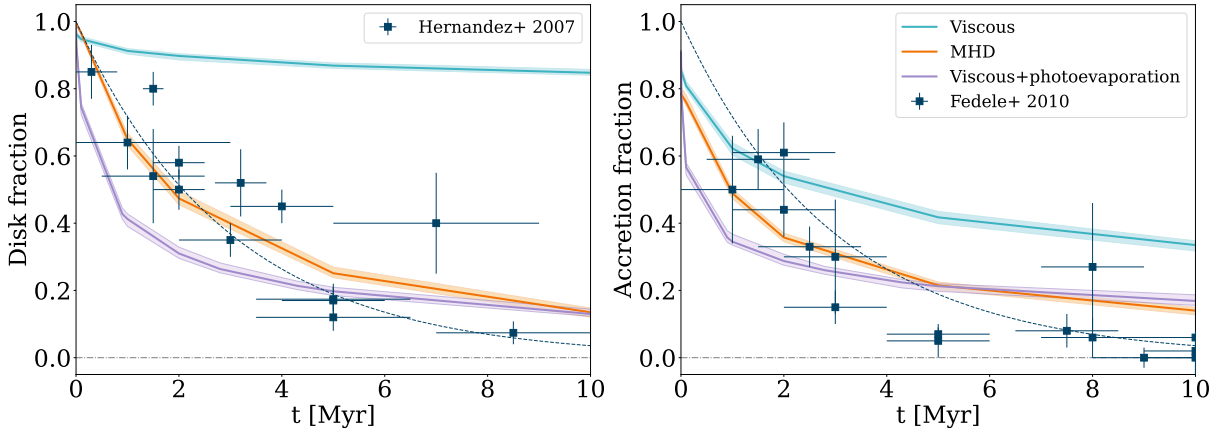 Disk fraction
1.0
0.8
0.6
0.4
0.2
0.0
0
2
4
6
8
10
t [Myr]
Hernandez+ 2007
Accretion fraction
1.0
0.8
0.6
0.4
0.2
0.0
0
2
4
6
8
10
t [Myr]
Viscous
MHD
Viscous+photoevaporation
Fedele+ 2010